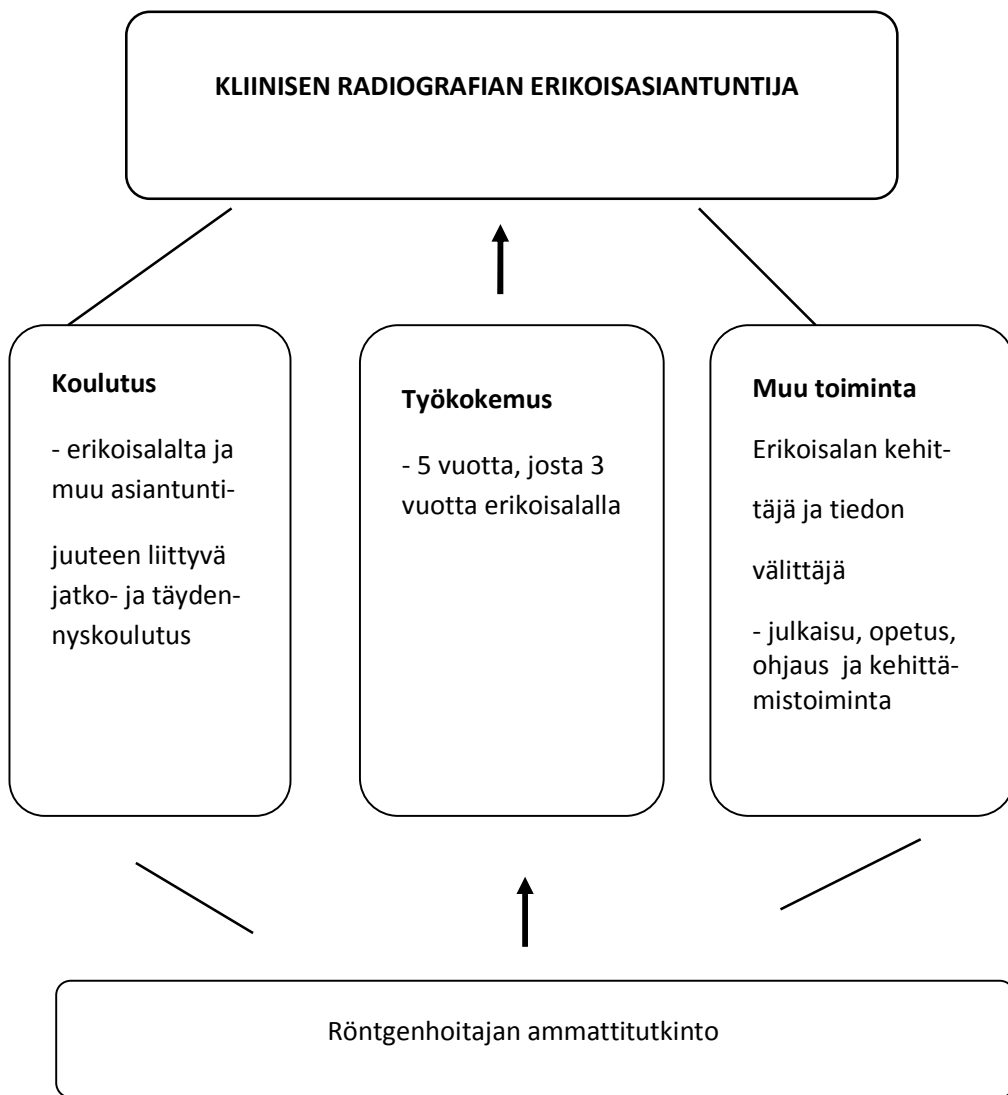 KLIINISEN RADIOGRAFIAN ERIKOISASIANTUNTIJA
Koulutus
- erikoisalalta ja
muu asiantunti-
juuteen liittyvä
jatko- ja täyden-
nyskoulutus
Työkokemus
- 5 vuotta, josta 3
vuotta erikoisalalla
Muu toiminta
Erikoisalan kehit-
täjä ja tiedon
välittäjä
- julkaisu, opetus,
ohjaus  ja kehittä-
mistoiminta
Röntgenhoitajan ammattitutkinto